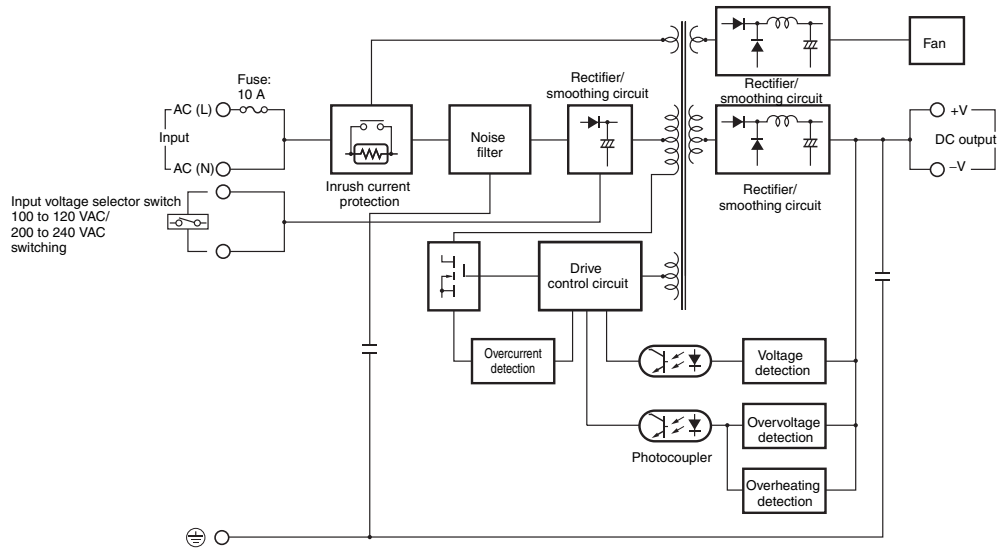 Fuse:
10 A
AC (L)
Input
AC (N)
Input voltage selector switch
100 to 120 VAC/
200 to 240 VAC
switching
Inrush current
protection
Noise
filter
Rectifier/
smoothing circuit
Rectifier/
smoothing circuit
Fan
Rectifier/
smoothing circuit
+V
DC output
–V
Drive
control circuit
Overcurrent
detection
Voltage
detection
Overvoltage
detection
Photocoupler
Overheating
detection